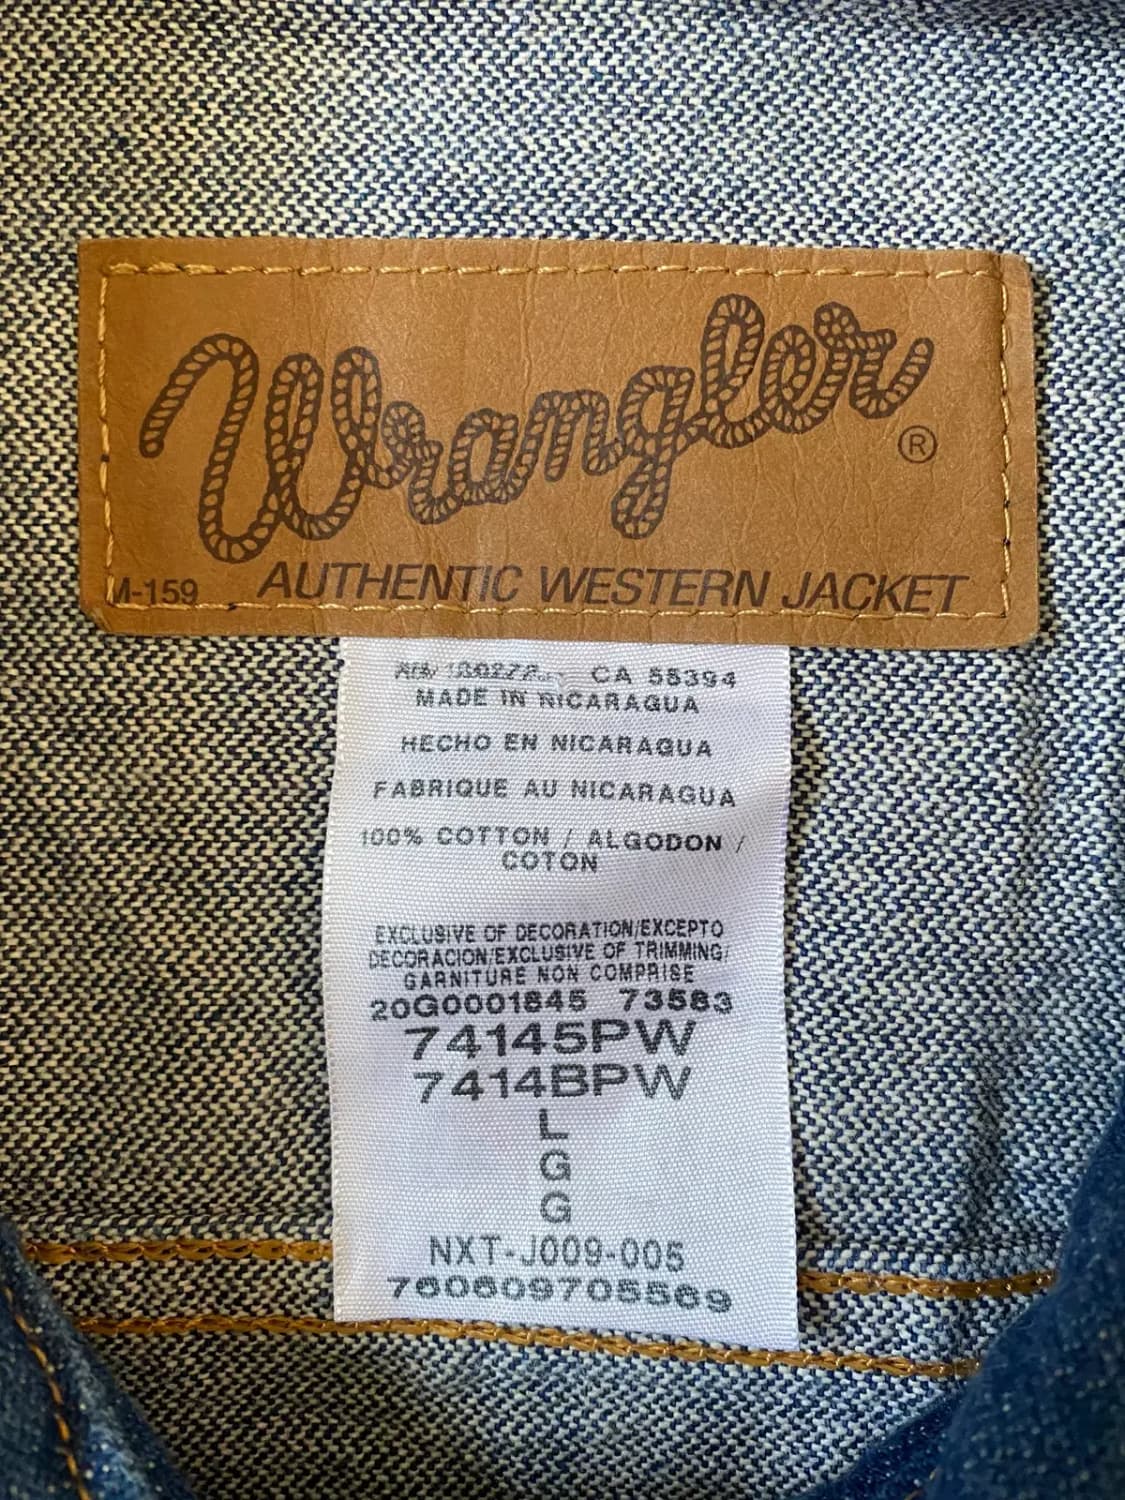 Wrangler ®
M-159 AUTHENTIC WESTERN JACKET
CA 55394
MADE IN NICARAGUA
HECHO EN NICARAGUA
FABRIQUE AU NICARAGUA
100% COTTON / ALGODON /
COTON
EXCLUSIVE OF DECORATION/EXCEPTO
DECORACION/EXCLUSIVE OF TRIMMING/
GARNITURE NON COMPRISE
20G0001845 73583
74145PW
7414BPW
L
G
G
NXT-J009-005
760609705569